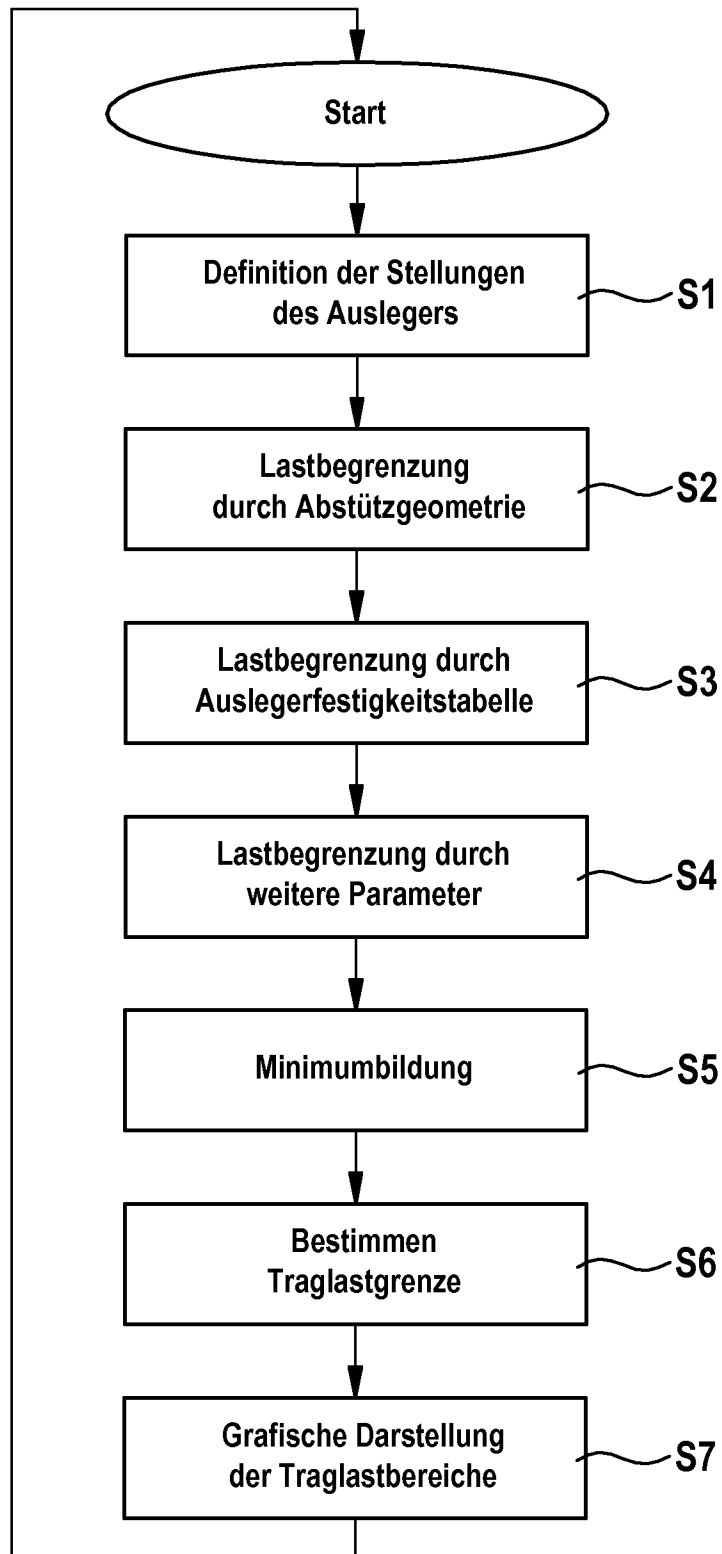 Start
Definition der Stellungen
des Auslegers
S1
Lastbegrenzung
durch Abstützgeometrie
S2
Lastbegrenzung durch
Auslegerfestigkeitstabelle
S3
Lastbegrenzung durch
weitere Parameter
S4
Minimumbildung
S5
Bestimmen
Traglastgrenze
S6
Grafische Darstellung
der Traglastbereiche
S7